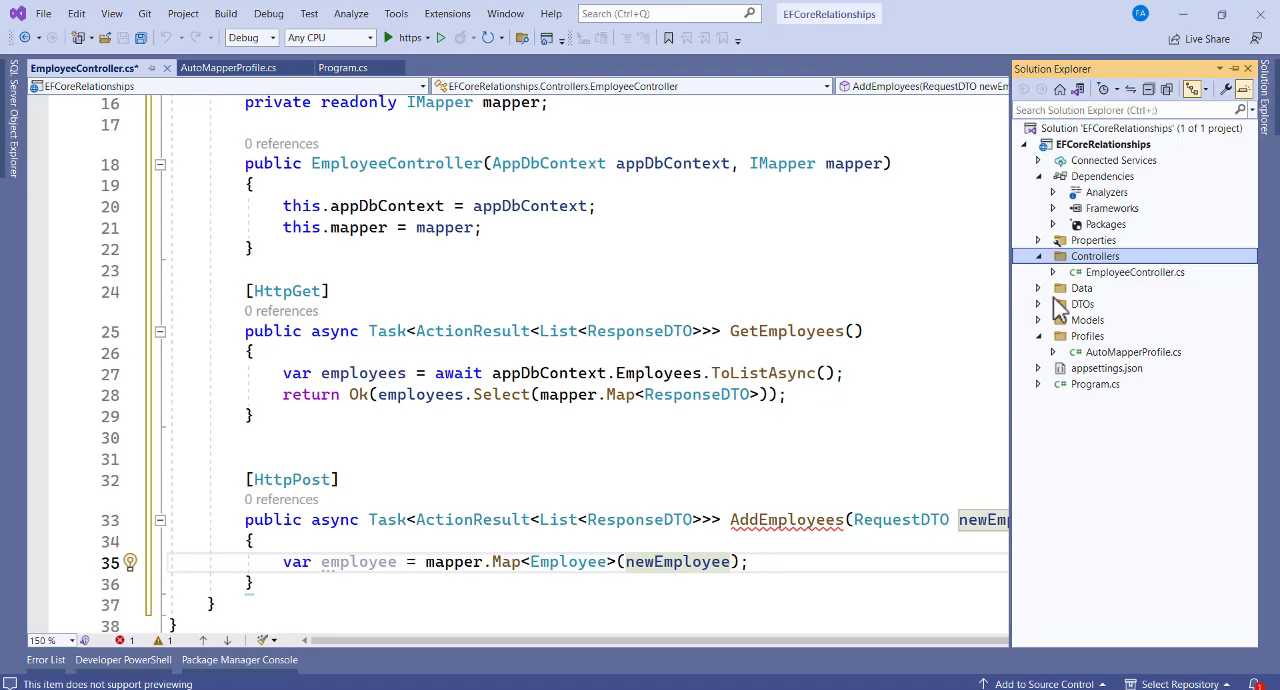 File Edit View Git Project Build Debug Test Analyze Tools Extensions Window Help Search (Ctrl+Q) EFCoreRelationships FA
Debug Any CPU https Live Share
EmployeeController.cs* AutoMapperProfile.cs Program.cs
EFCoreRelationships EFCoreRelationships.Controllers.EmployeeController AddEmployees(RequestDTO newEm
SQL Server Object Explorer
16 private readonly IMapper mapper;
17
0 references
18 public EmployeeController(AppDbContext appDbContext, IMapper mapper)
19 {
20 this.appDbContext = appDbContext;
21 this.mapper = mapper;
22 }
23
24 [HttpGet]
0 references
25 public async Task<ActionResult<List<ResponseDTO>>> GetEmployees()
26 {
27 var employees = await appDbContext.Employees.ToListAsync();
28 return Ok(employees.Select(mapper.Map<ResponseDTO>));
29 }
30
31
32 [HttpPost]
0 references
33 public async Task<ActionResult<List<ResponseDTO>>> AddEmployees(RequestDTO newEmp
34 {
35 var employee = mapper.Map<Employee>(newEmployee);
36 }
37 }
38 }
150 % 1 1
Error List Developer PowerShell Package Manager Console
This item does not support previewing Add to Source Control Select Repository 1
Solution Explorer
Search Solution Explorer (Ctrl+;)
Solution 'EFCoreRelationships' (1 of 1 project)
EFCoreRelationships
Connected Services
Dependencies
Analyzers
Frameworks
Packages
Properties
Controllers
C# EmployeeController.cs
Data
DTOs
Models
Profiles
C# AutoMapperProfile.cs
appsettings.json
C# Program.cs
Solution Explorer